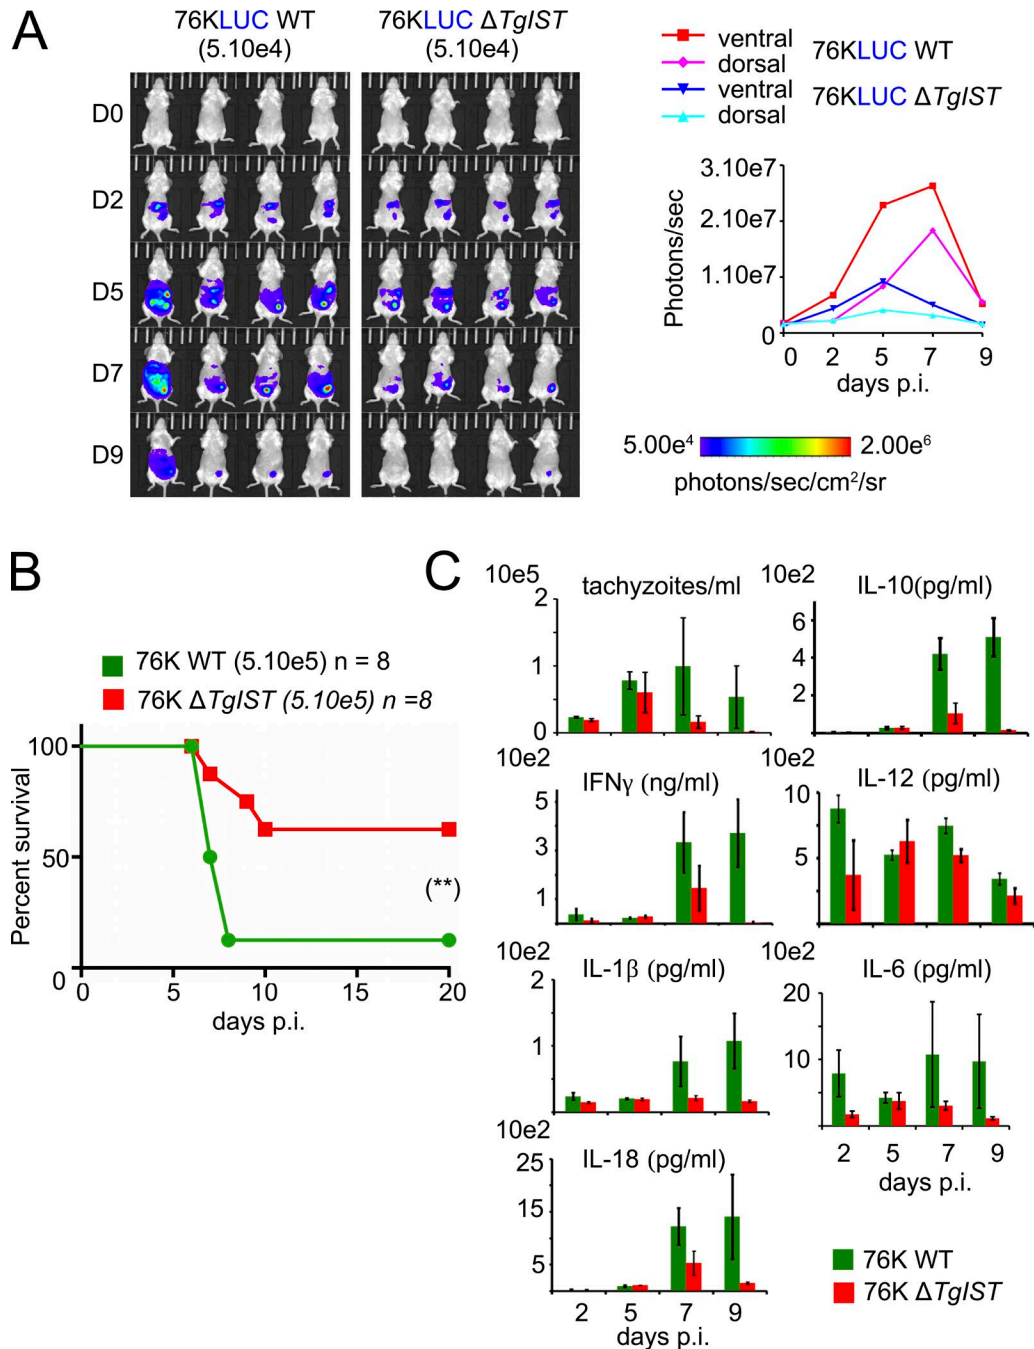 A
76KLUC WT
(5.10e4)
76KLUC ΔTgIST
(5.10e4)
D0
D2
D5
D7
D9
ventral
dorsal
76KLUC WT
ventral
dorsal
76KLUC ΔTgIST
Photons/sec
3.10e7
2.10e7
1.10e7
0
0 2 5 7 9
days p.i.
5.00e⁴
2.00e⁶
photons/sec/cm²/sr
B
76K WT (5.10e5) n = 8
76K ΔTgIST (5.10e5) n =8
Percent survival
100
50
0
(**)
0 5 10 15 20
days p.i.
C
10e5
tachyzoites/ml
2
1
0
10e2
IL-10(pg/ml)
6
4
2
10e2
IFNγ (ng/ml)
5
3
1
10e2
IL-12 (pg/ml)
10
5
10e2
IL-1β (pg/ml)
2
1
10e2
IL-6 (pg/ml)
20
10
2 5 7 9
days p.i.
10e2
IL-18 (pg/ml)
25
15
5
2 5 7 9
days p.i.
76K WT
76K ΔTgIST